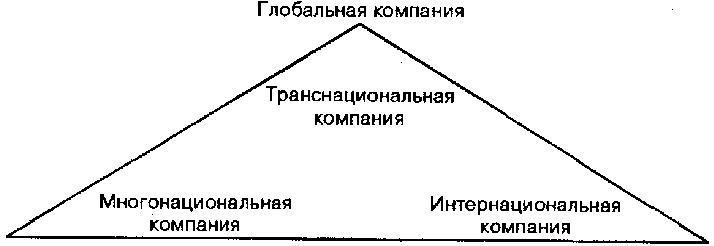 Глобальная компания
Транснациональная
компания
Многонациональная
компания
Интернациональная
компания